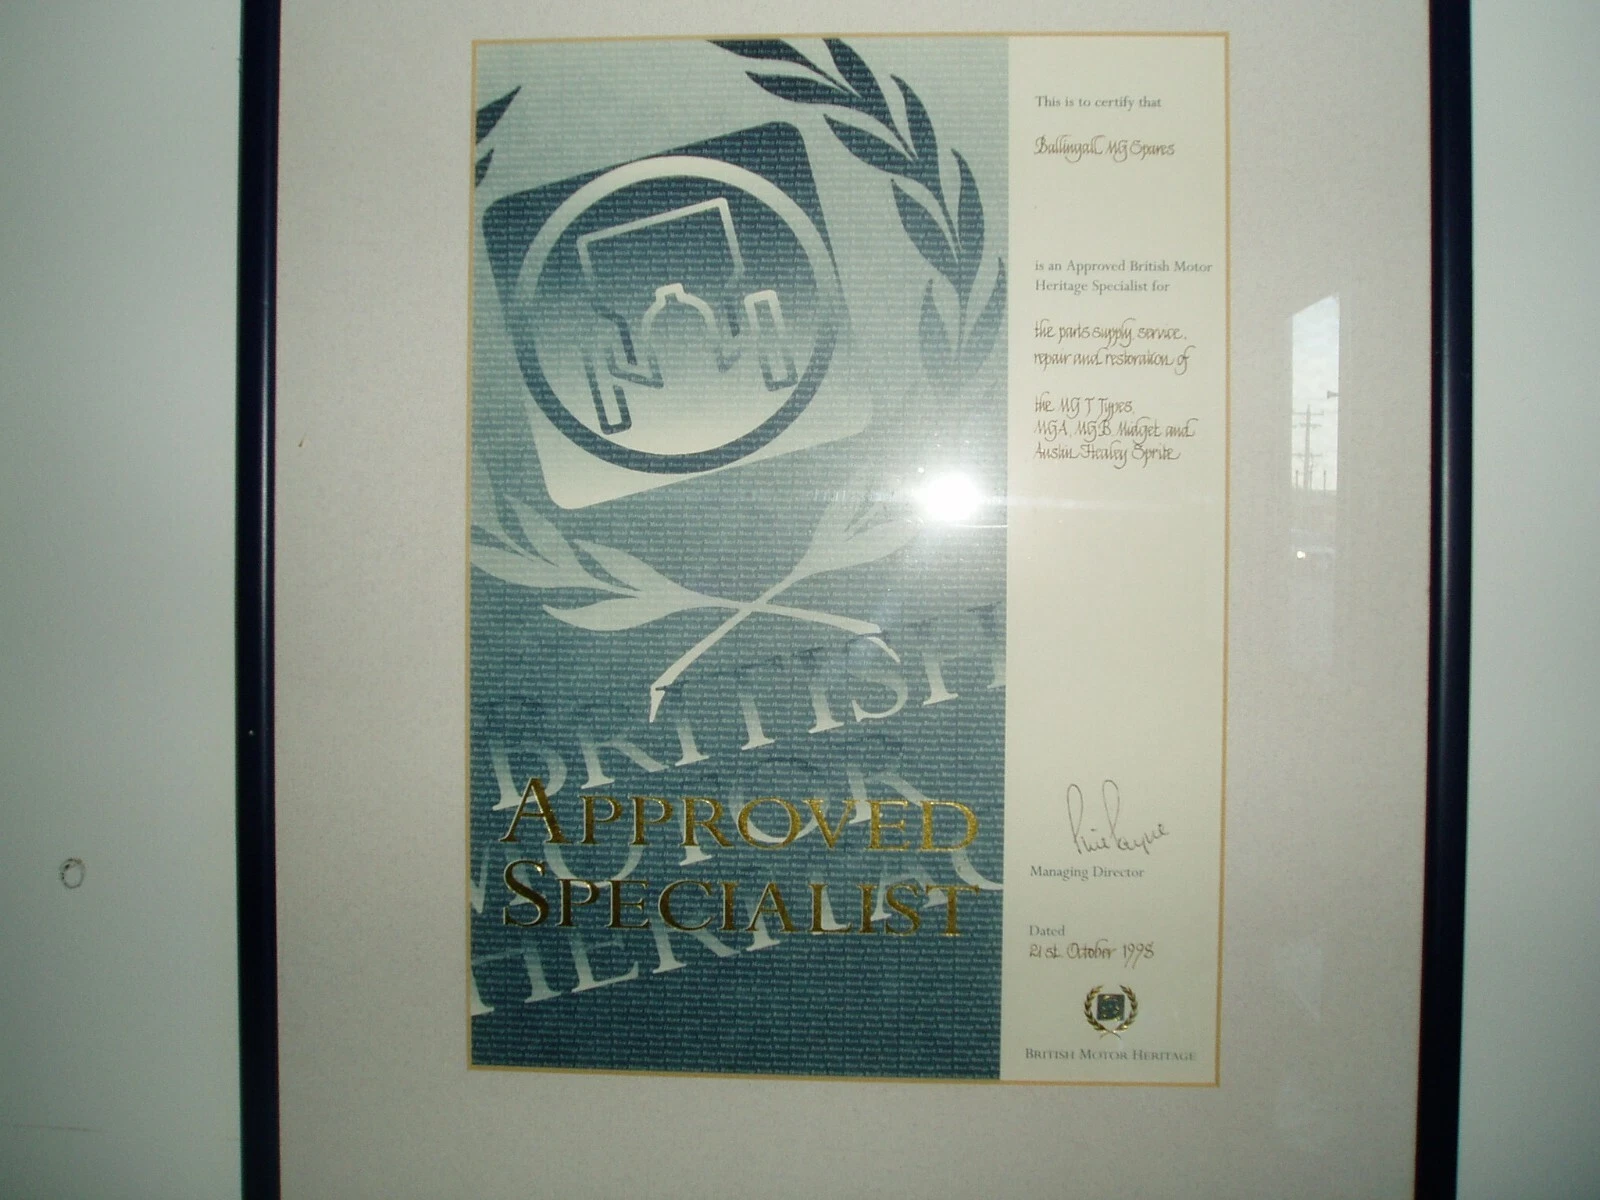 This is to certify that
Ballingall MG Spares
is an Approved British Motor
Heritage Specialist for
the parts supply, service,
repair and restoration of
the MG T Types,
MGA, MGB, Midget and
Austin Healey Sprite
BRITISH
MOTOR
HERITAGE
APPROVED
SPECIALIST
Managing Director
Dated
21st October 1998
BRITISH MOTOR HERITAGE